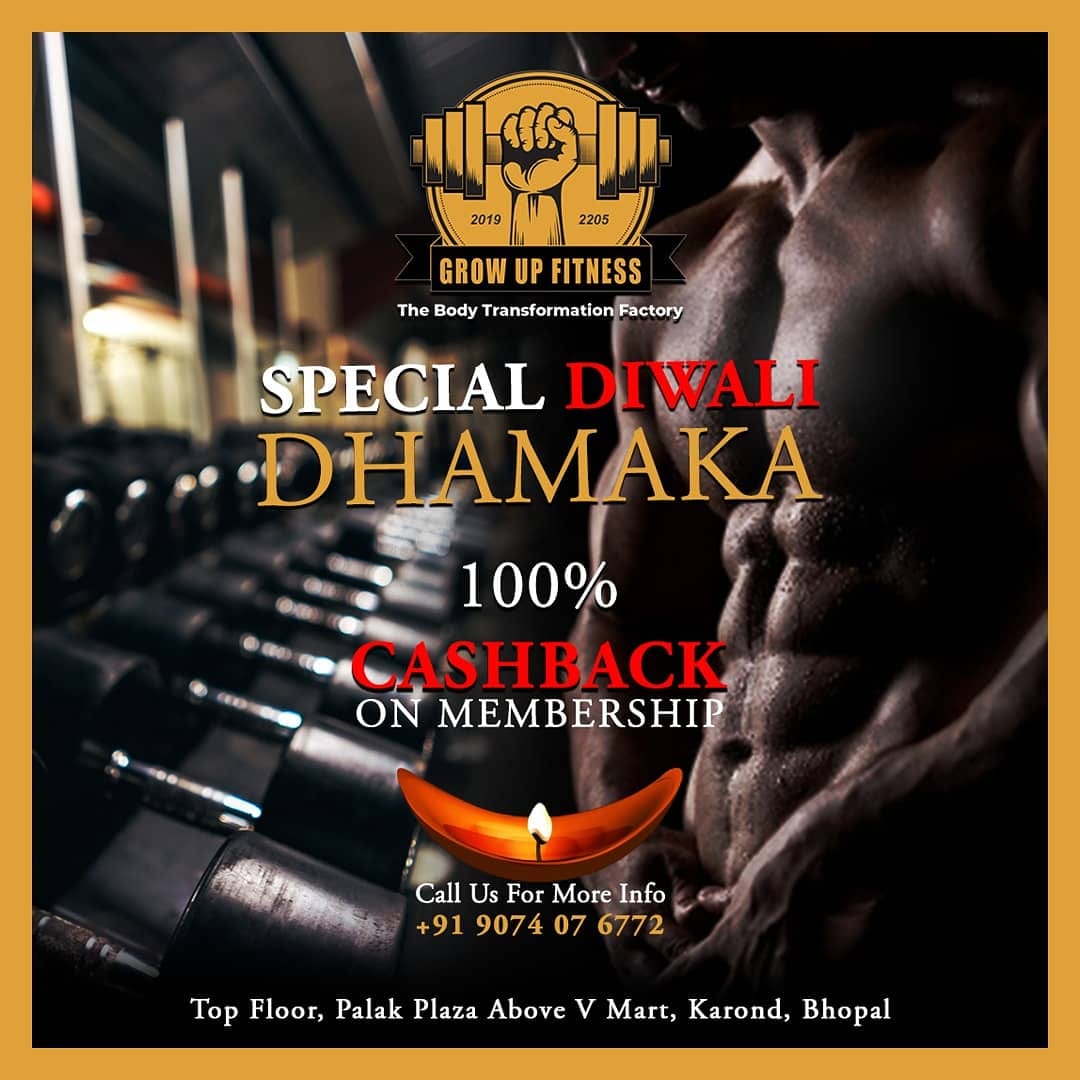 2019 2205
GROW UP FITNESS
The Body Transformation Factory
SPECIAL DIWALI
DHAMAKA
100%
CASHBACK
ON MEMBERSHIP
Call Us For More Info
+91 9074 07 6772
Top Floor, Palak Plaza Above V Mart, Karond, Bhopal